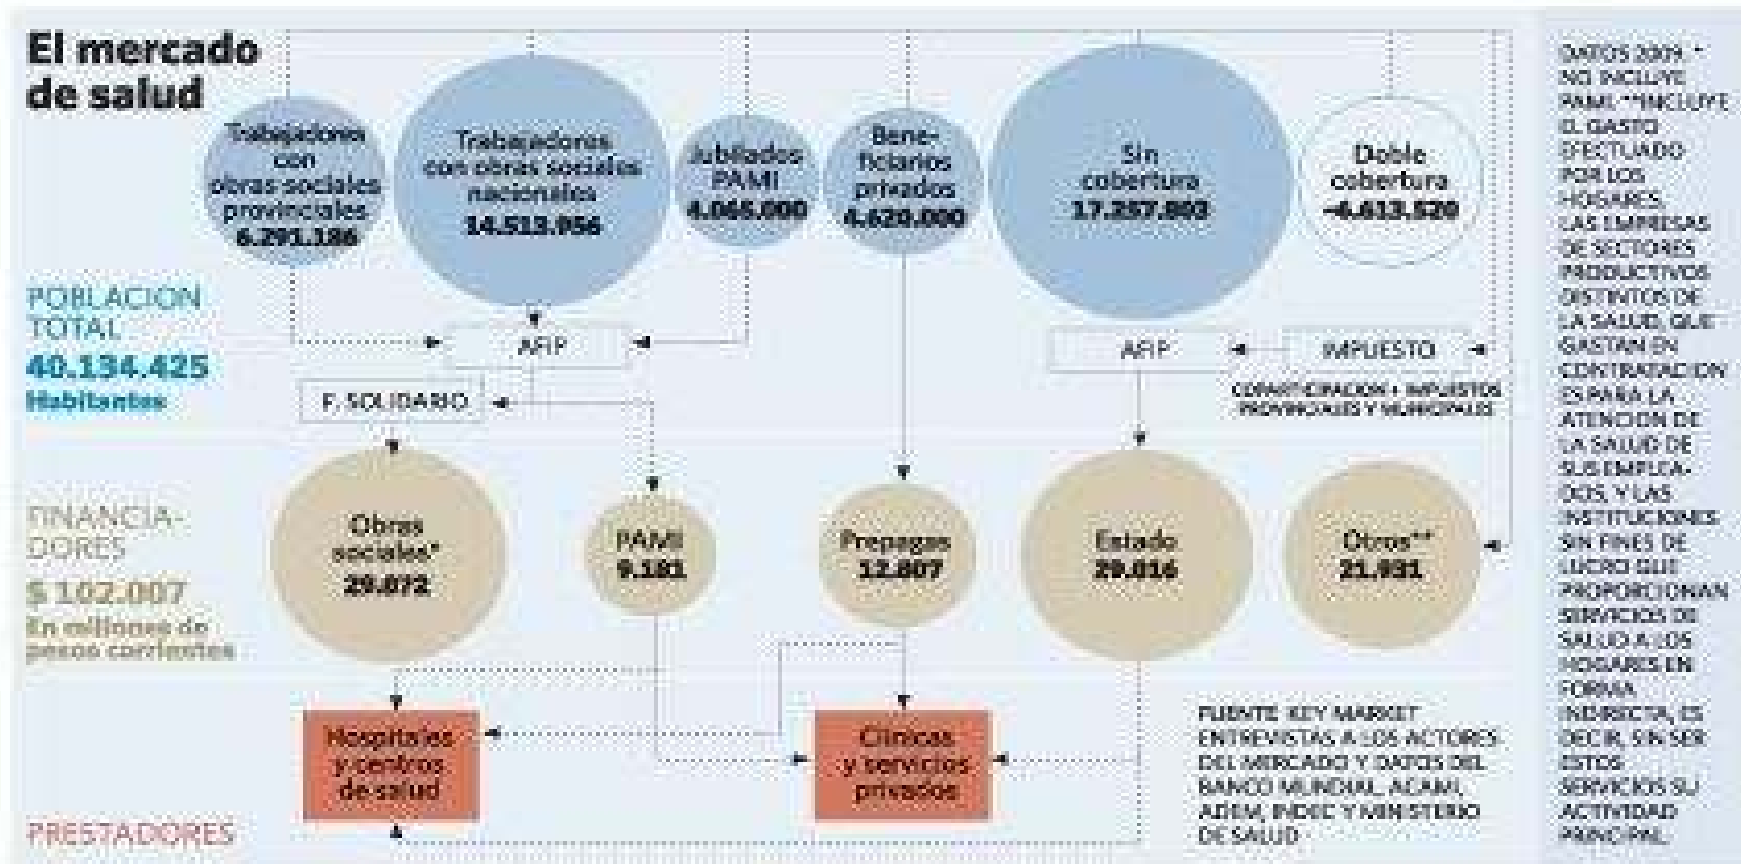 El mercado
de salud
Trabajadores
con
obras sociales
provinciales
6.291.186
Trabajadores
con obras sociales
nacionales
14.513.956
Jubilados
PAMI
4.065.000
Bene-
ficiarios
privados
4.620.000
Sin
cobertura
17.257.803
Doble
cobertura
-6.613.520
POBLACION
TOTAL
40.134.425
Habitantes
AFIP
F. SOLIDARIO
AFIP
IMPUESTO
COPARTICIPACION + IMPUESTOS
PROVINCIALES Y MUNICIPALES
FINANCIA-
DORES
$ 102.007
En millones de
pesos corrientes
Obras
sociales*
29.072
PAMI
9.181
Prepagas
12.807
Estado
29.016
Otros**
21.931
Hospitales
y centros
de salud
Clínicas
y servicios
privados
PRESTADORES
FUENTE: KEY MARKET
ENTREVISTAS A LOS ACTORES
DEL MERCADO Y DATOS DEL
BANCO MUNDIAL, ACAMI,
ADEM, INDEC Y MINISTERIO
DE SALUD
DATOS 2009. *
NO INCLUYE
PAMI. **INCLUYE
GASTO
EFECTUADO
POR LOS
HOGARES,
LAS EMPRESAS
DE SECTORES
PRODUCTIVOS
DISTINTOS DE
LA SALUD, QUE
GASTAN EN
CONTRATACION
ES PARA LA
ATENCION DE
LA SALUD DE
SUS EMPLEA-
DOS, Y LAS
INSTITUCIONES
SIN FINES DE
LUCRO QUE
PROPORCIONAN
SERVICIOS DE
SALUD A LOS
HOGARES EN
FORMA
INDIRECTA, ES
DECIR, SIN SER
ESTOS
SERVICIOS SU
ACTIVIDAD
PRINCIPAL.